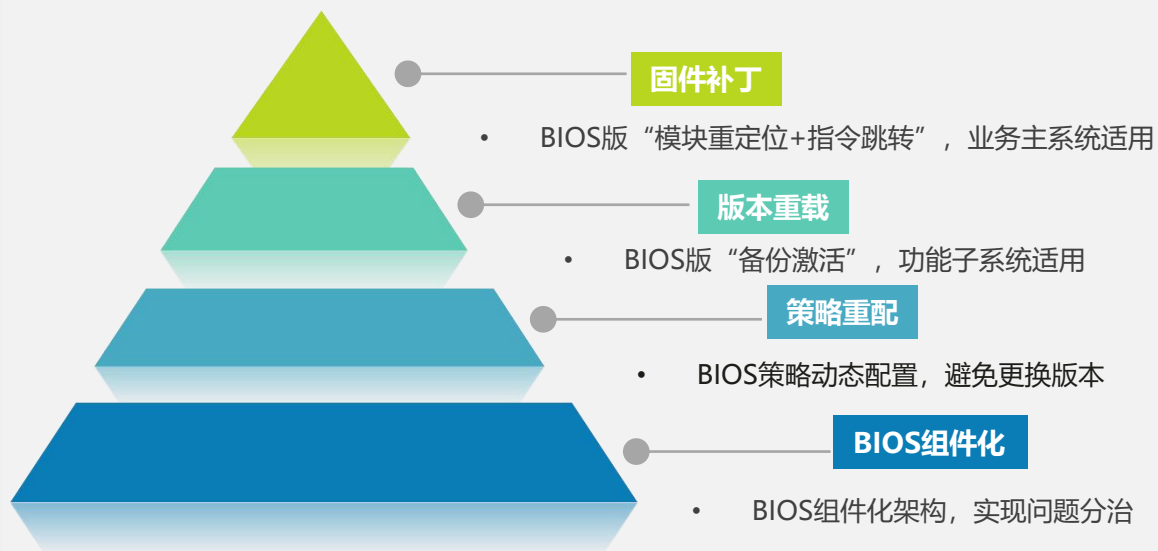 固件补丁
• BIOS版“模块重定位+指令跳转”，业务主系统适用
版本重载
• BIOS版“备份激活”，功能子系统适用
策略重配
• BIOS策略动态配置，避免更换版本
BIOS组件化
• BIOS组件化架构，实现问题分治